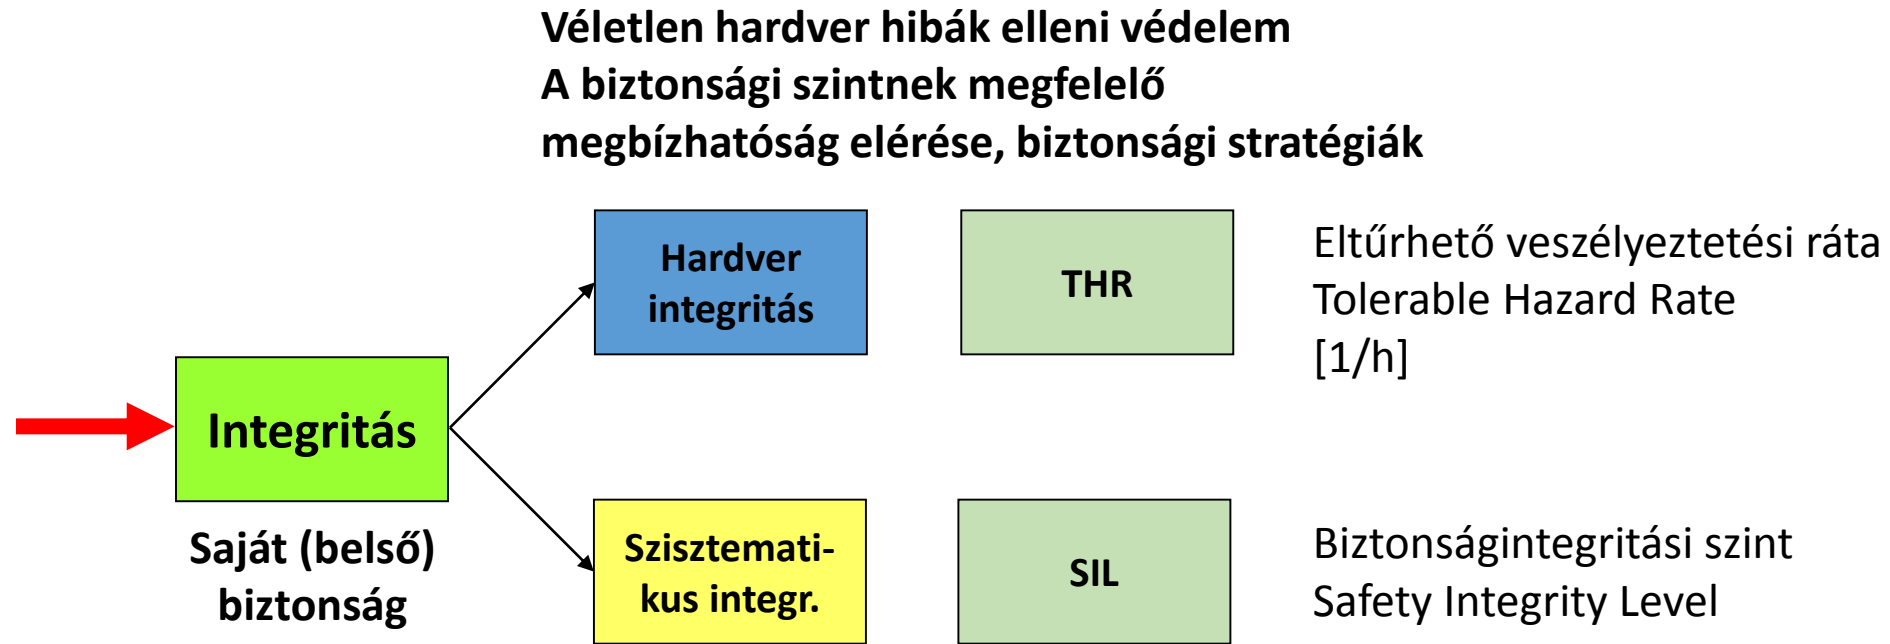 Véletlen hardver hibák elleni védelem
A biztonsági szintnek megfelelő
megbízhatóság elérése, biztonsági stratégiák
Hardver
integritás
THR
Eltűrhető veszélyeztetési ráta
Tolerable Hazard Rate
[1/h]
Integritás
Saját (belső)
biztonság
Szisztemati-
kus integr.
SIL
Biztonságintegritási szint
Safety Integrity Level